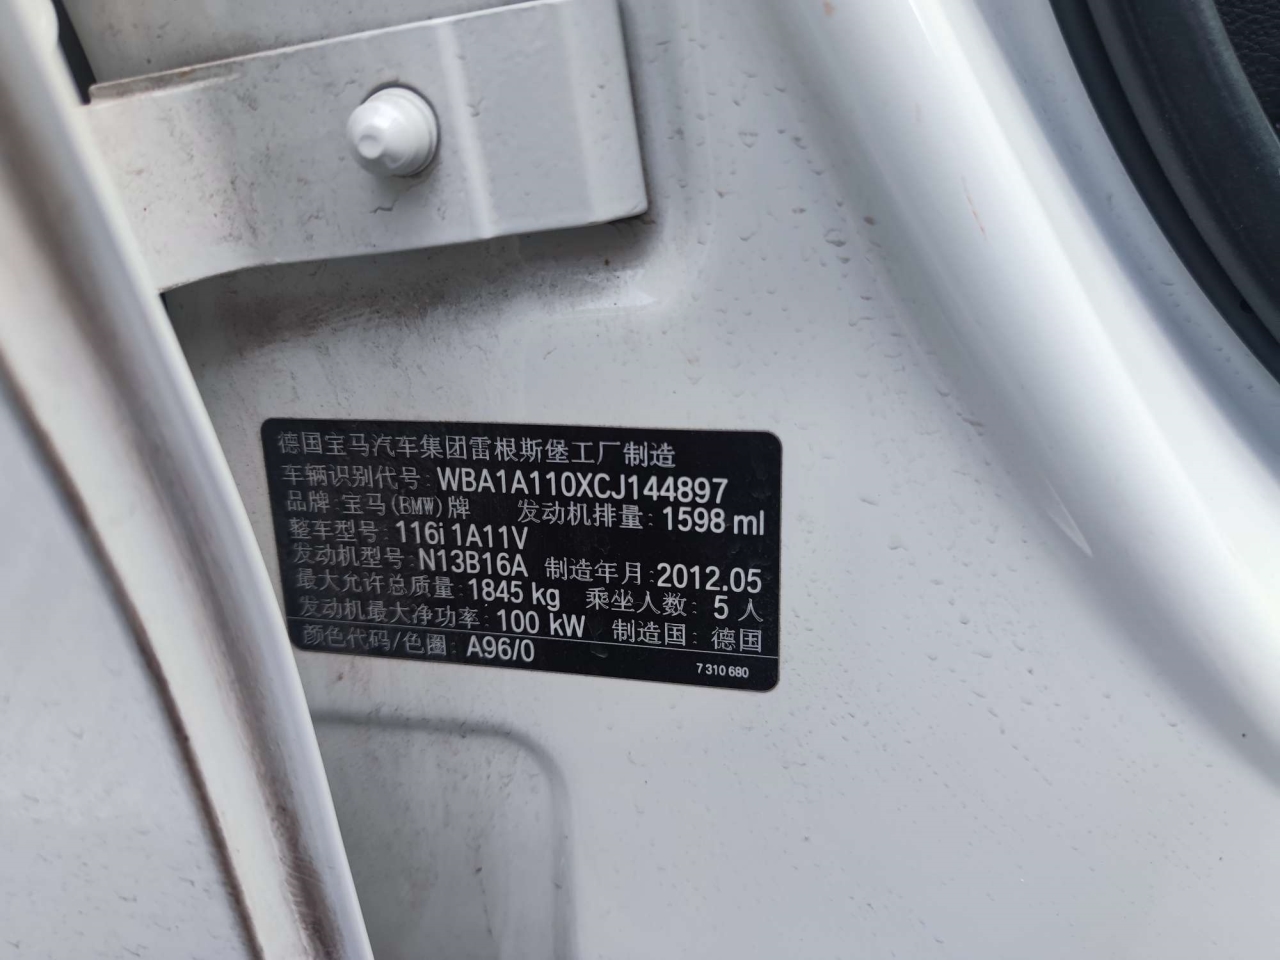 德国宝马汽车集团雷根斯堡工厂制造
车辆识别代号: WBA1A110XCJ144897
品牌: 宝马(BMW)牌 发动机排量: 1598 ml
整车型号: 116i 1A11V
发动机型号: N13B16A 制造年月: 2012.05
最大允许总质量: 1845 kg 乘坐人数: 5 人
发动机最大净功率: 100 kW 制造国: 德国
颜色代码/色圈: A96/0
7 310 680